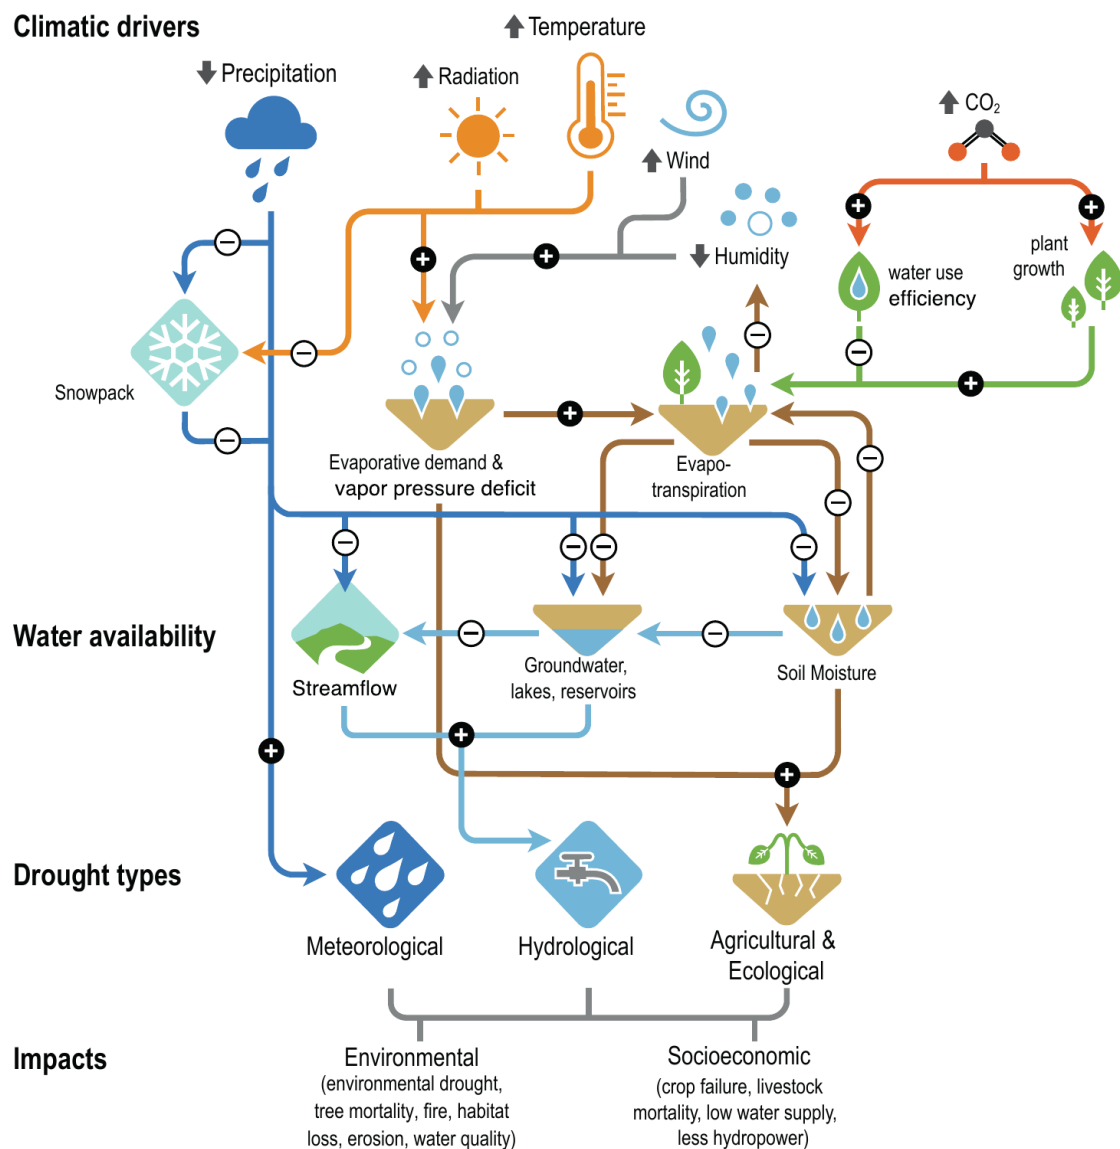 Climatic drivers
Temperature
Precipitation
Radiation
CO₂
Wind
Humidity
plant
growth
water use
efficiency
+
+
+
+
−
−
−
−
+
+
Snowpack
−
−
Evaporative demand &
vapor pressure deficit
Evapo-
transpiration
−
−
−
−
−
Water availability
−
−
Streamflow
Groundwater,
lakes, reservoirs
Soil Moisture
+
+
+
Drought types
Meteorological
Hydrological
Agricultural &
Ecological
Impacts
Environmental
(environmental drought,
tree mortality, fire, habitat
loss, erosion, water quality)
Socioeconomic
(crop failure, livestock
mortality, low water supply,
less hydropower)